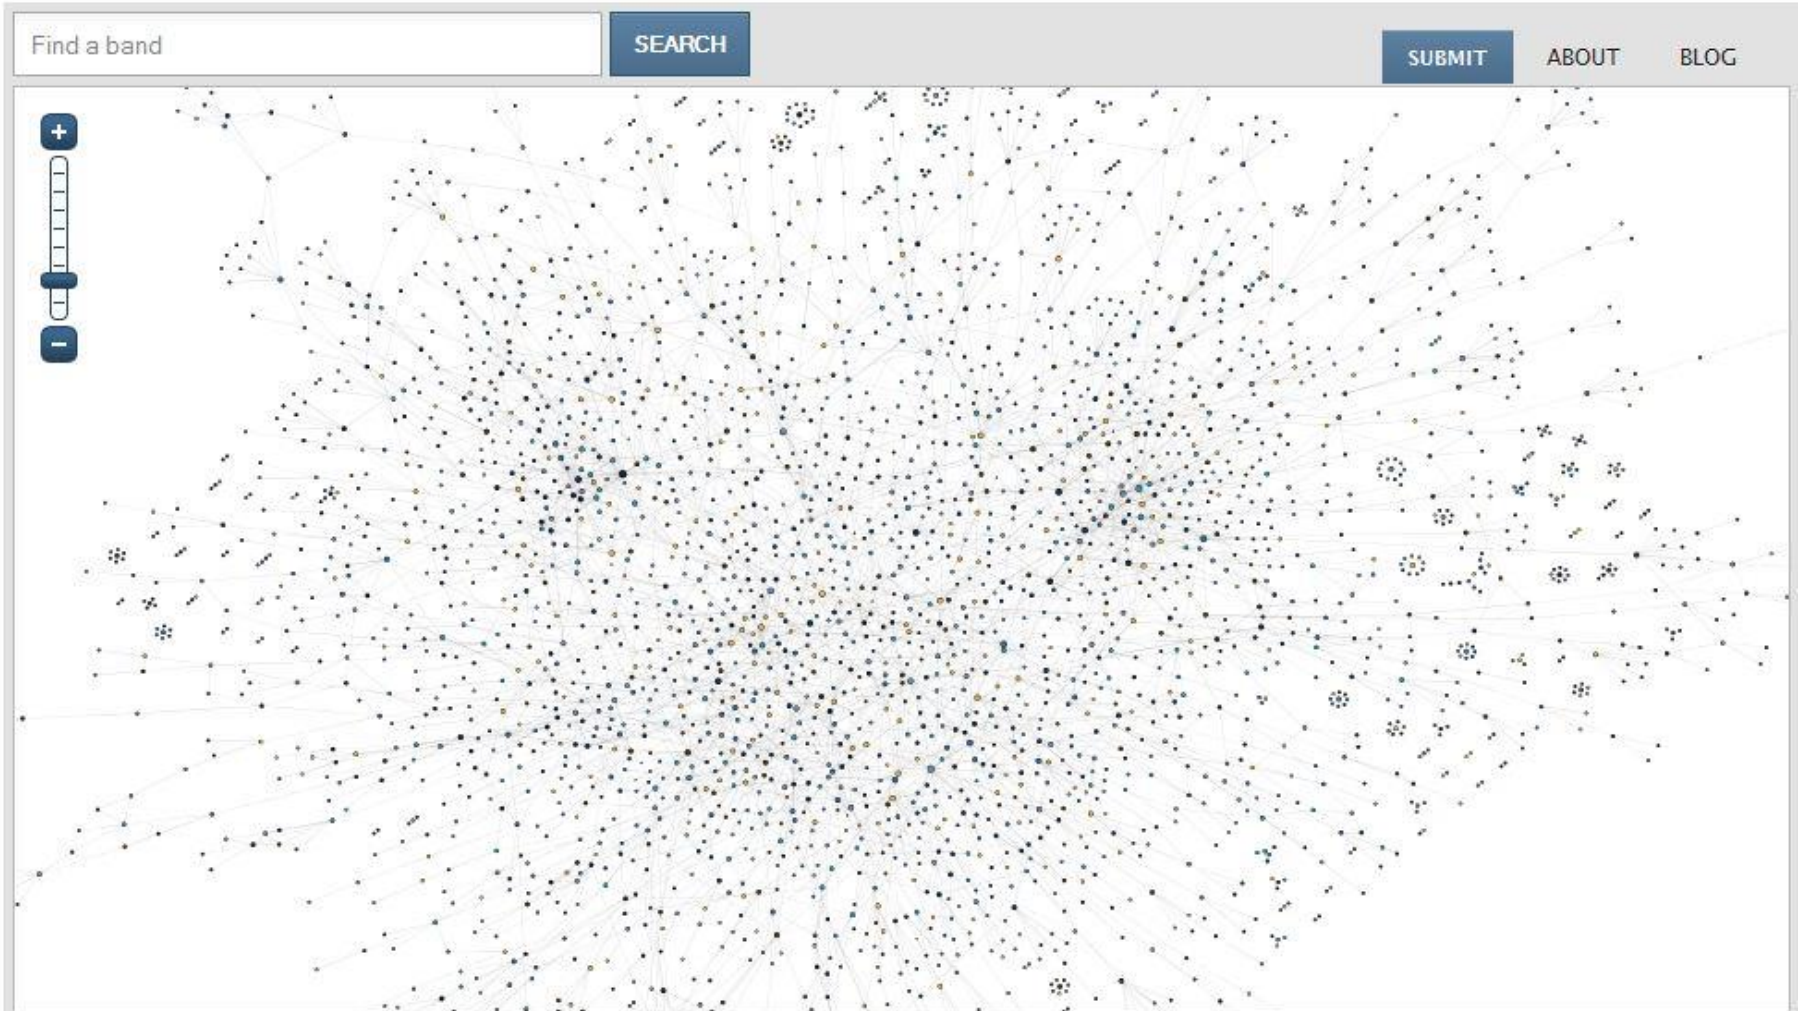 Find a band
SEARCH
SUBMIT
ABOUT
BLOG
+
−